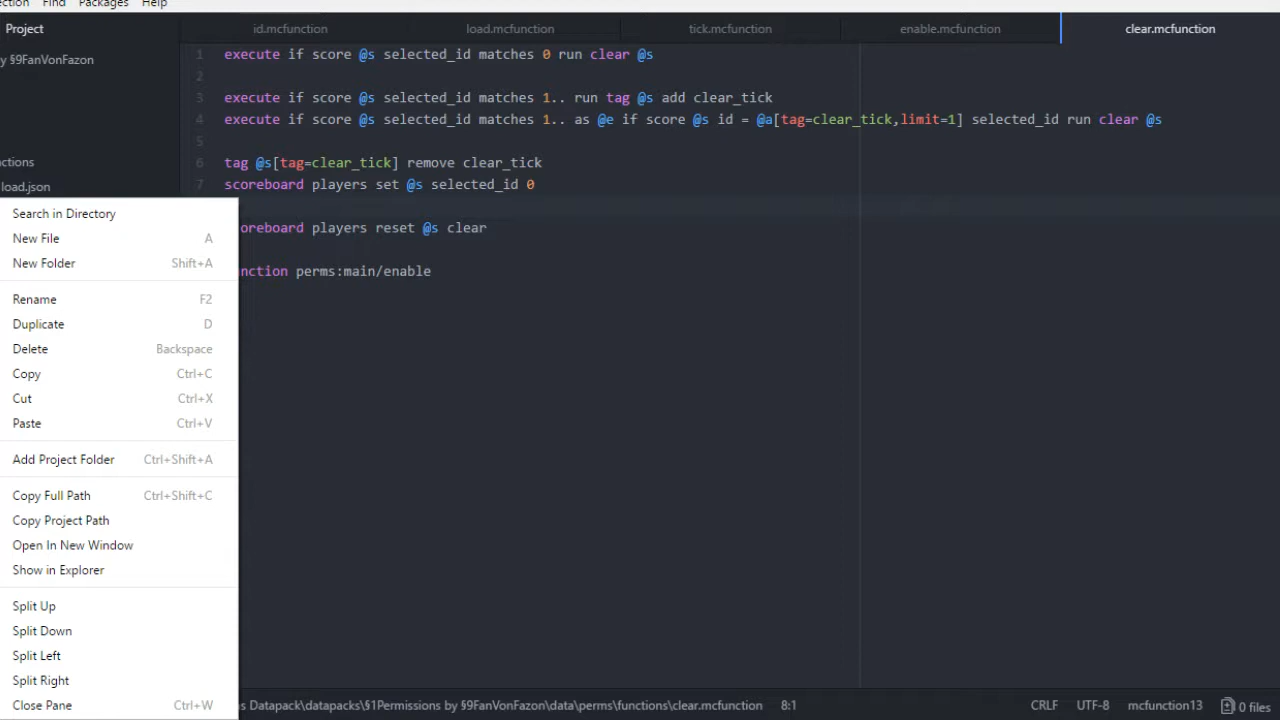 ection Find Packages Help
Project
id.mcfunction load.mcfunction tick.mcfunction enable.mcfunction clear.mcfunction
by §9FanVonFazon
nctions
load.json
1 execute if score @s selected_id matches 0 run clear @s
2
3 execute if score @s selected_id matches 1.. run tag @s add clear_tick
4 execute if score @s selected_id matches 1.. as @e if score @s id = @a[tag=clear_tick,limit=1] selected_id run clear @s
5
6 tag @s[tag=clear_tick] remove clear_tick
7 scoreboard players set @s selected_id 0
oreboard players reset @s clear
nction perms:main/enable
Search in Directory
New File A
New Folder Shift+A
Rename F2
Duplicate D
Delete Backspace
Copy Ctrl+C
Cut Ctrl+X
Paste Ctrl+V
Add Project Folder Ctrl+Shift+A
Copy Full Path Ctrl+Shift+C
Copy Project Path
Open In New Window
Show in Explorer
Split Up
Split Down
Split Left
Split Right
Close Pane Ctrl+W
s Datapack\datapacks\§1Permissions by §9FanVonFazon\data\perms\functions\clear.mcfunction 8:1 CRLF UTF-8 mcfunction13 0 files